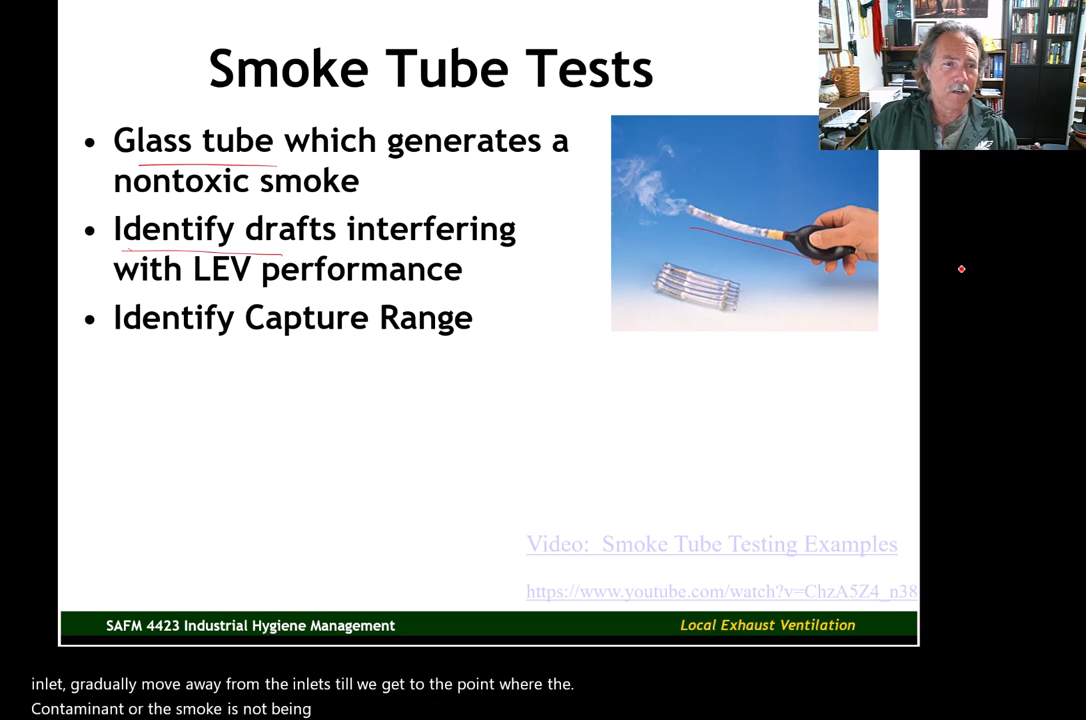 Smoke Tube Tests
• Glass tube which generates a
nontoxic smoke
• Identify drafts interfering
with LEV performance
• Identify Capture Range
Video: Smoke Tube Testing Examples
https://www.youtube.com/watch?v=ChzA5Z4_n38
SAFM 4423 Industrial Hygiene Management
Local Exhaust Ventilation
inlet, gradually move away from the inlets till we get to the point where the.
Contaminant or the smoke is not being